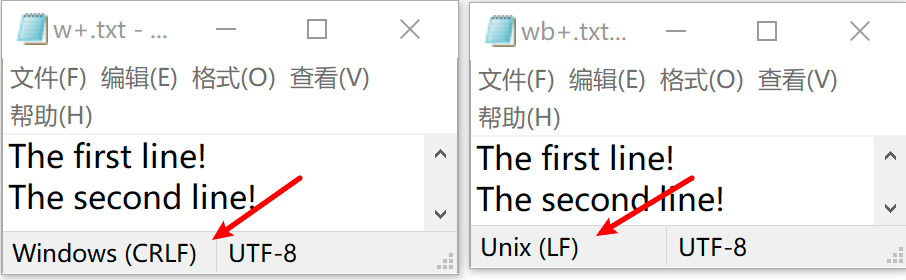 w+.txt - ...
文件(F) 编辑(E) 格式(O) 查看(V)
帮助(H)
The first line!
The second line!
Windows (CRLF) UTF-8
wb+.txt...
文件(F) 编辑(E) 格式(O) 查看(V)
帮助(H)
The first line!
The second line!
Unix (LF) UTF-8